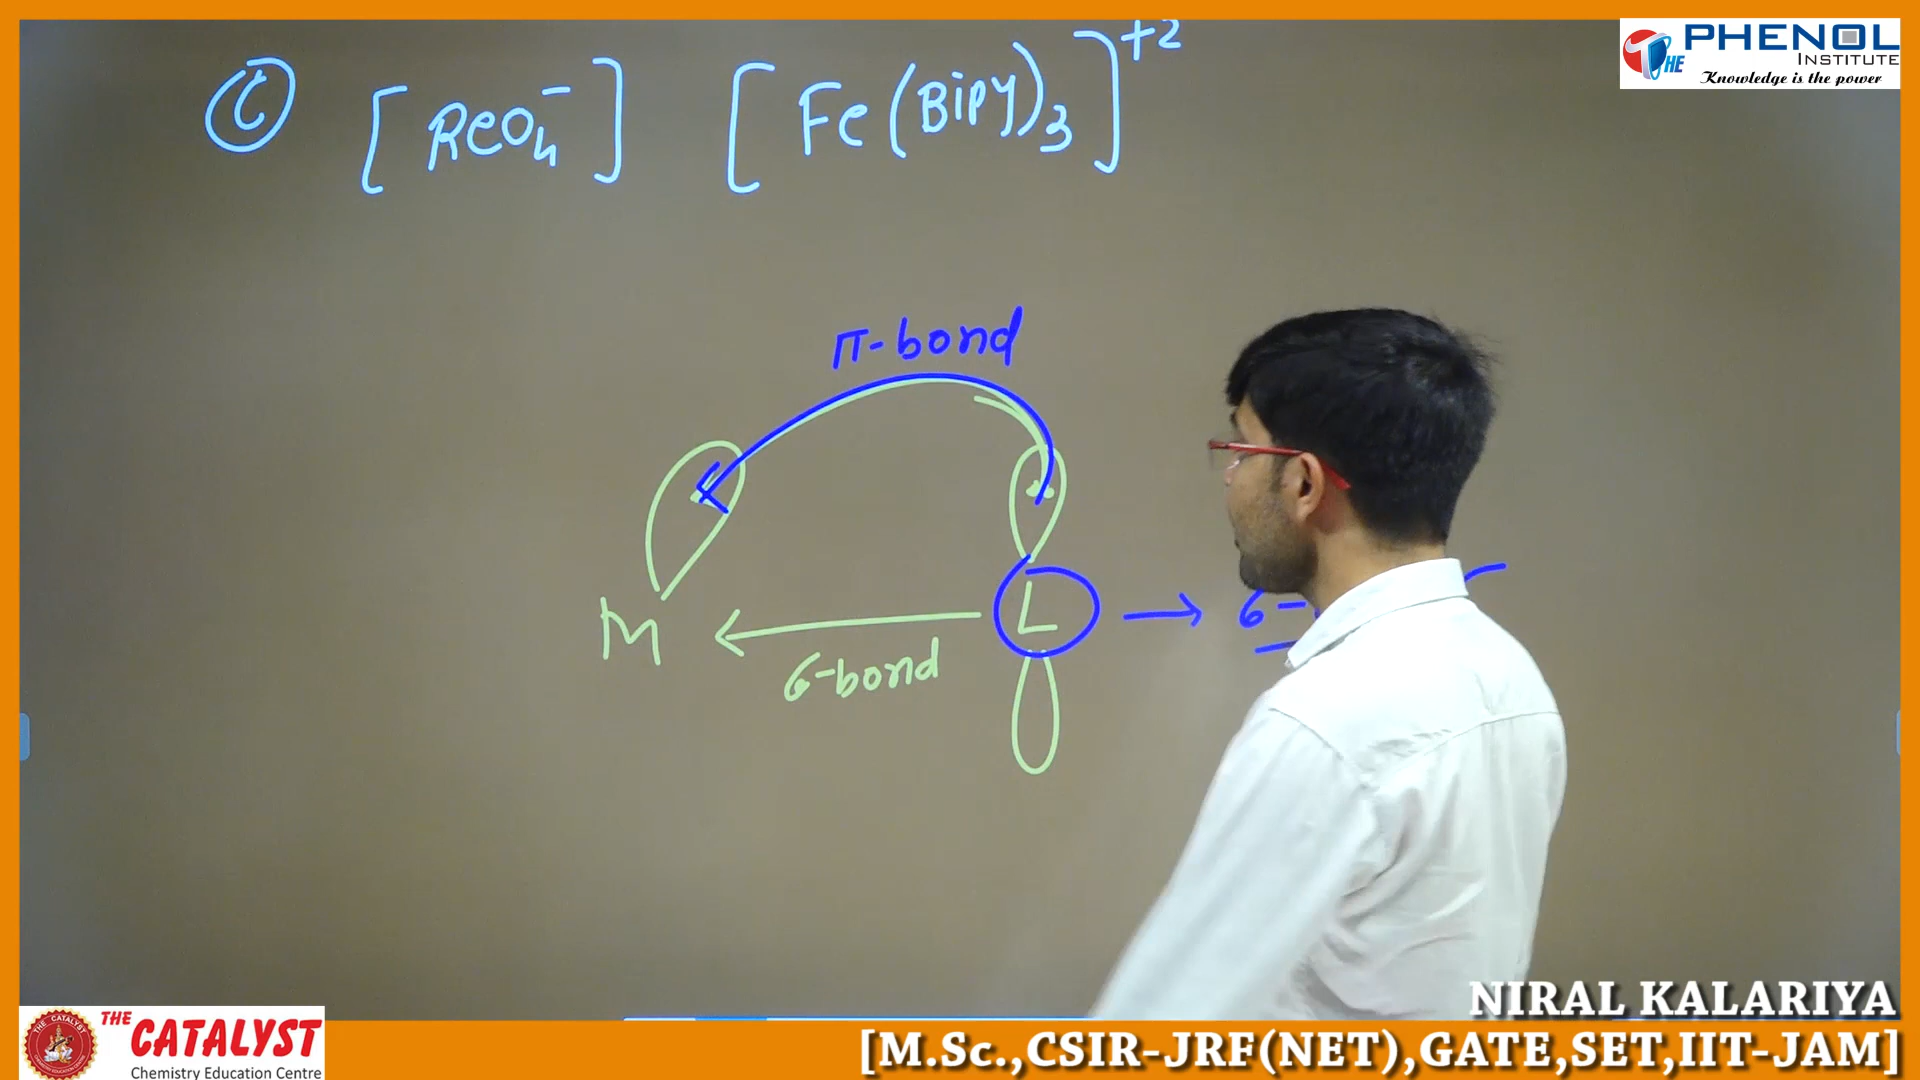 C [ReO4-] [Fe(Bipy)3]+2
PHENOL
INSTITUTE
THE
Knowledge is the power
π-bond
M
L
σ-bond
NIRAL KALARIYA
[M.Sc.,CSIR-JRF(NET),GATE,SET,IIT-JAM]
THE CATALYST
Chemistry Education Centre